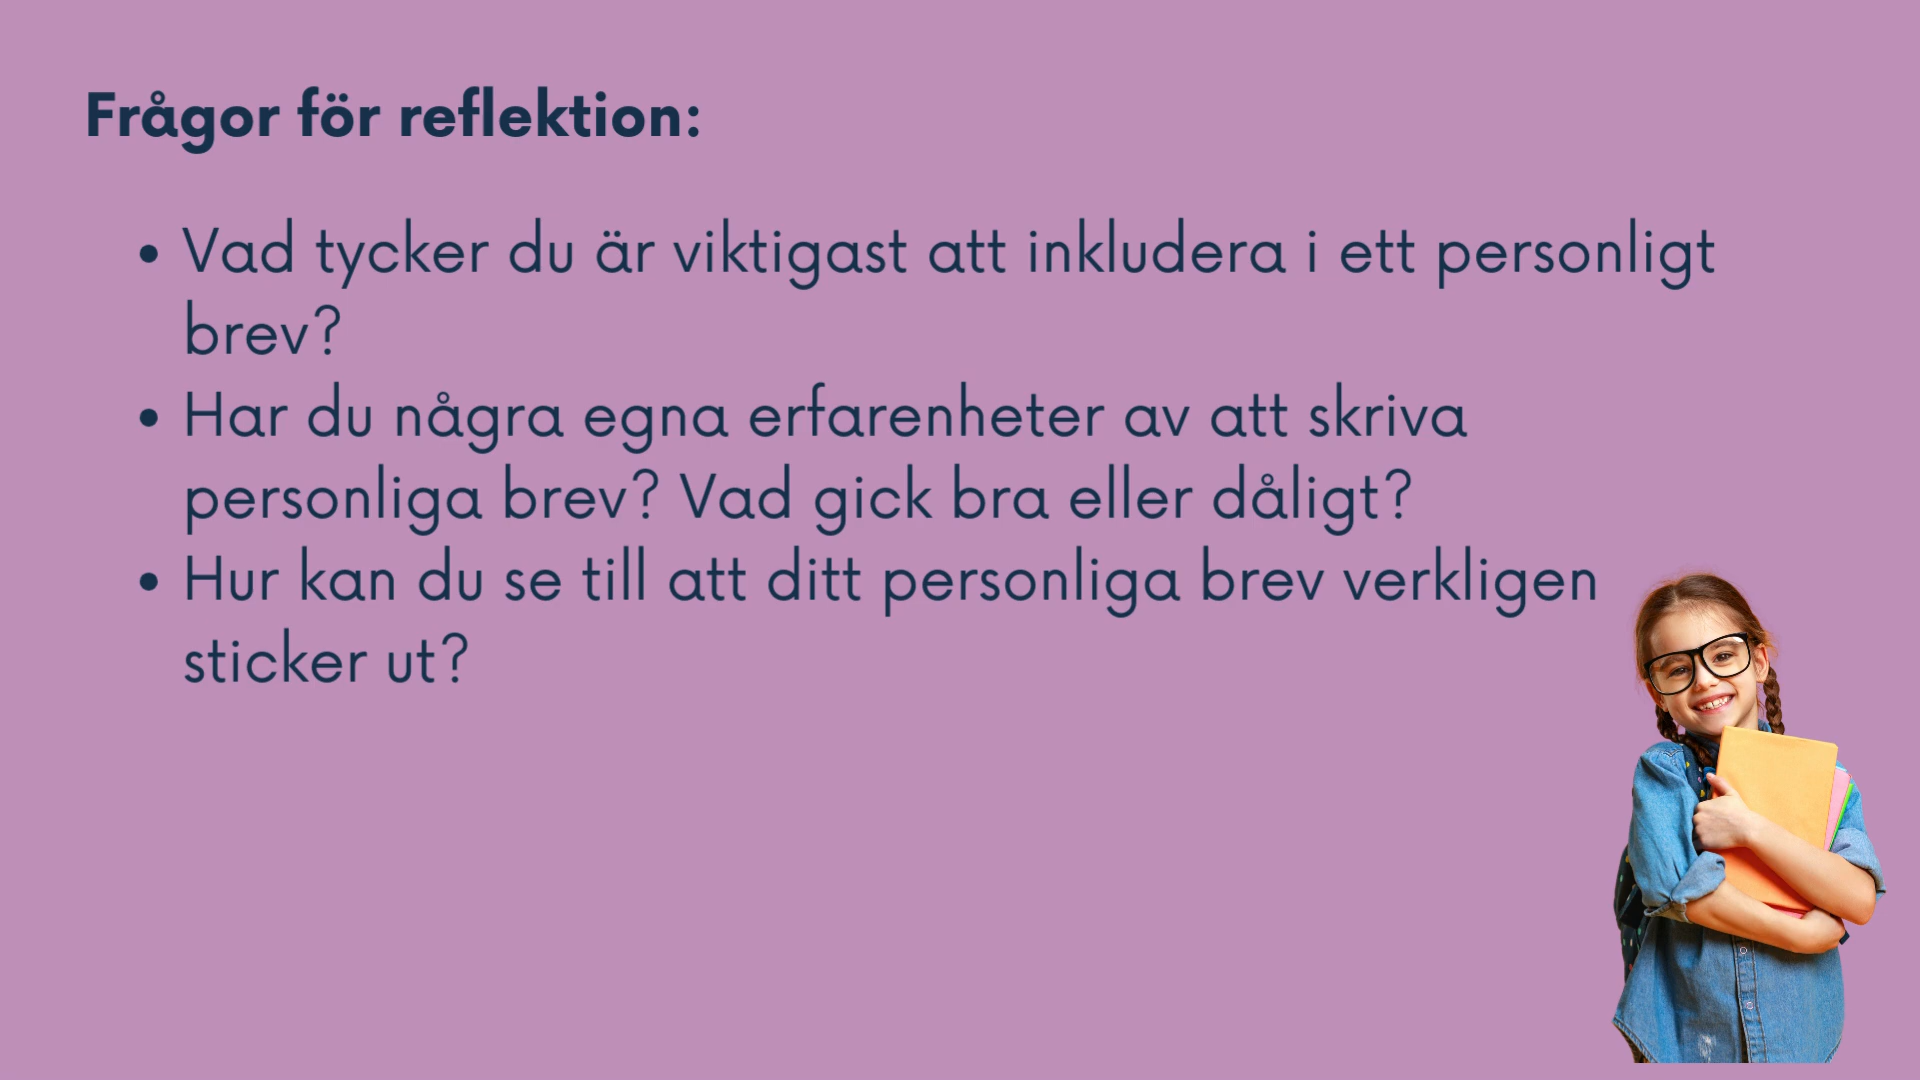 Frågor för reflektion:
• Vad tycker du är viktigast att inkludera i ett personligt
brev?
• Har du några egna erfarenheter av att skriva
personliga brev? Vad gick bra eller dåligt?
• Hur kan du se till att ditt personliga brev verkligen
sticker ut?